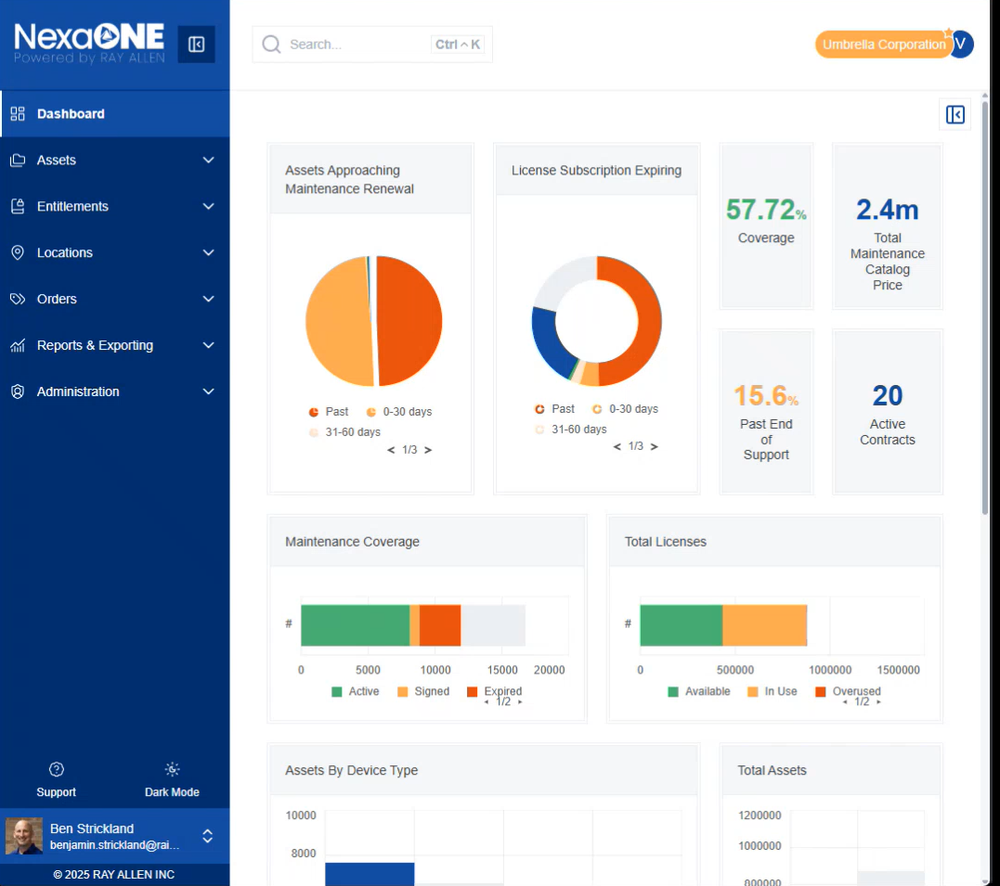 NexaONE
Powered by RAY ALLEN
Search...
Ctrl ^ K
Umbrella Corporation
V
Dashboard
Assets
Entitlements
Locations
Orders
Reports & Exporting
Administration
Support
Dark Mode
Ben Strickland
benjamin.strickland@rai...
© 2025 RAY ALLEN INC
Assets Approaching
Maintenance Renewal
Past
0-30 days
31-60 days
< 1/3 >
License Subscription Expiring
Past
0-30 days
31-60 days
< 1/3 >
57.72%
Coverage
2.4m
Total
Maintenance
Catalog
Price
15.6%
Past End
of
Support
20
Active
Contracts
Maintenance Coverage
#
0 5000 10000 15000 20000
Active Signed Expired
1/2
Total Licenses
#
0 500000 1000000 1500000
Available In Use Overused
1/2
Assets By Device Type
10000
8000
Total Assets
1200000
1000000
800000